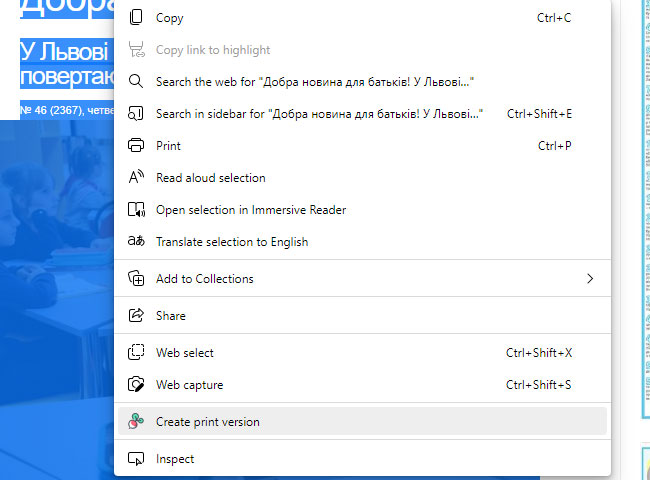 Добра
Copy Ctrl+C
У Львові
Copy link to highlight
Search the web for "Добра новина для батьків! У Львові..."
№ 46 (2367), четве
Search in sidebar for "Добра новина для батьків! У Львові..." Ctrl+Shift+E
Print Ctrl+P
Read aloud selection
Open selection in Immersive Reader
Translate selection to English
Add to Collections
Share
Web select Ctrl+Shift+X
Web capture Ctrl+Shift+S
Create print version
Inspect